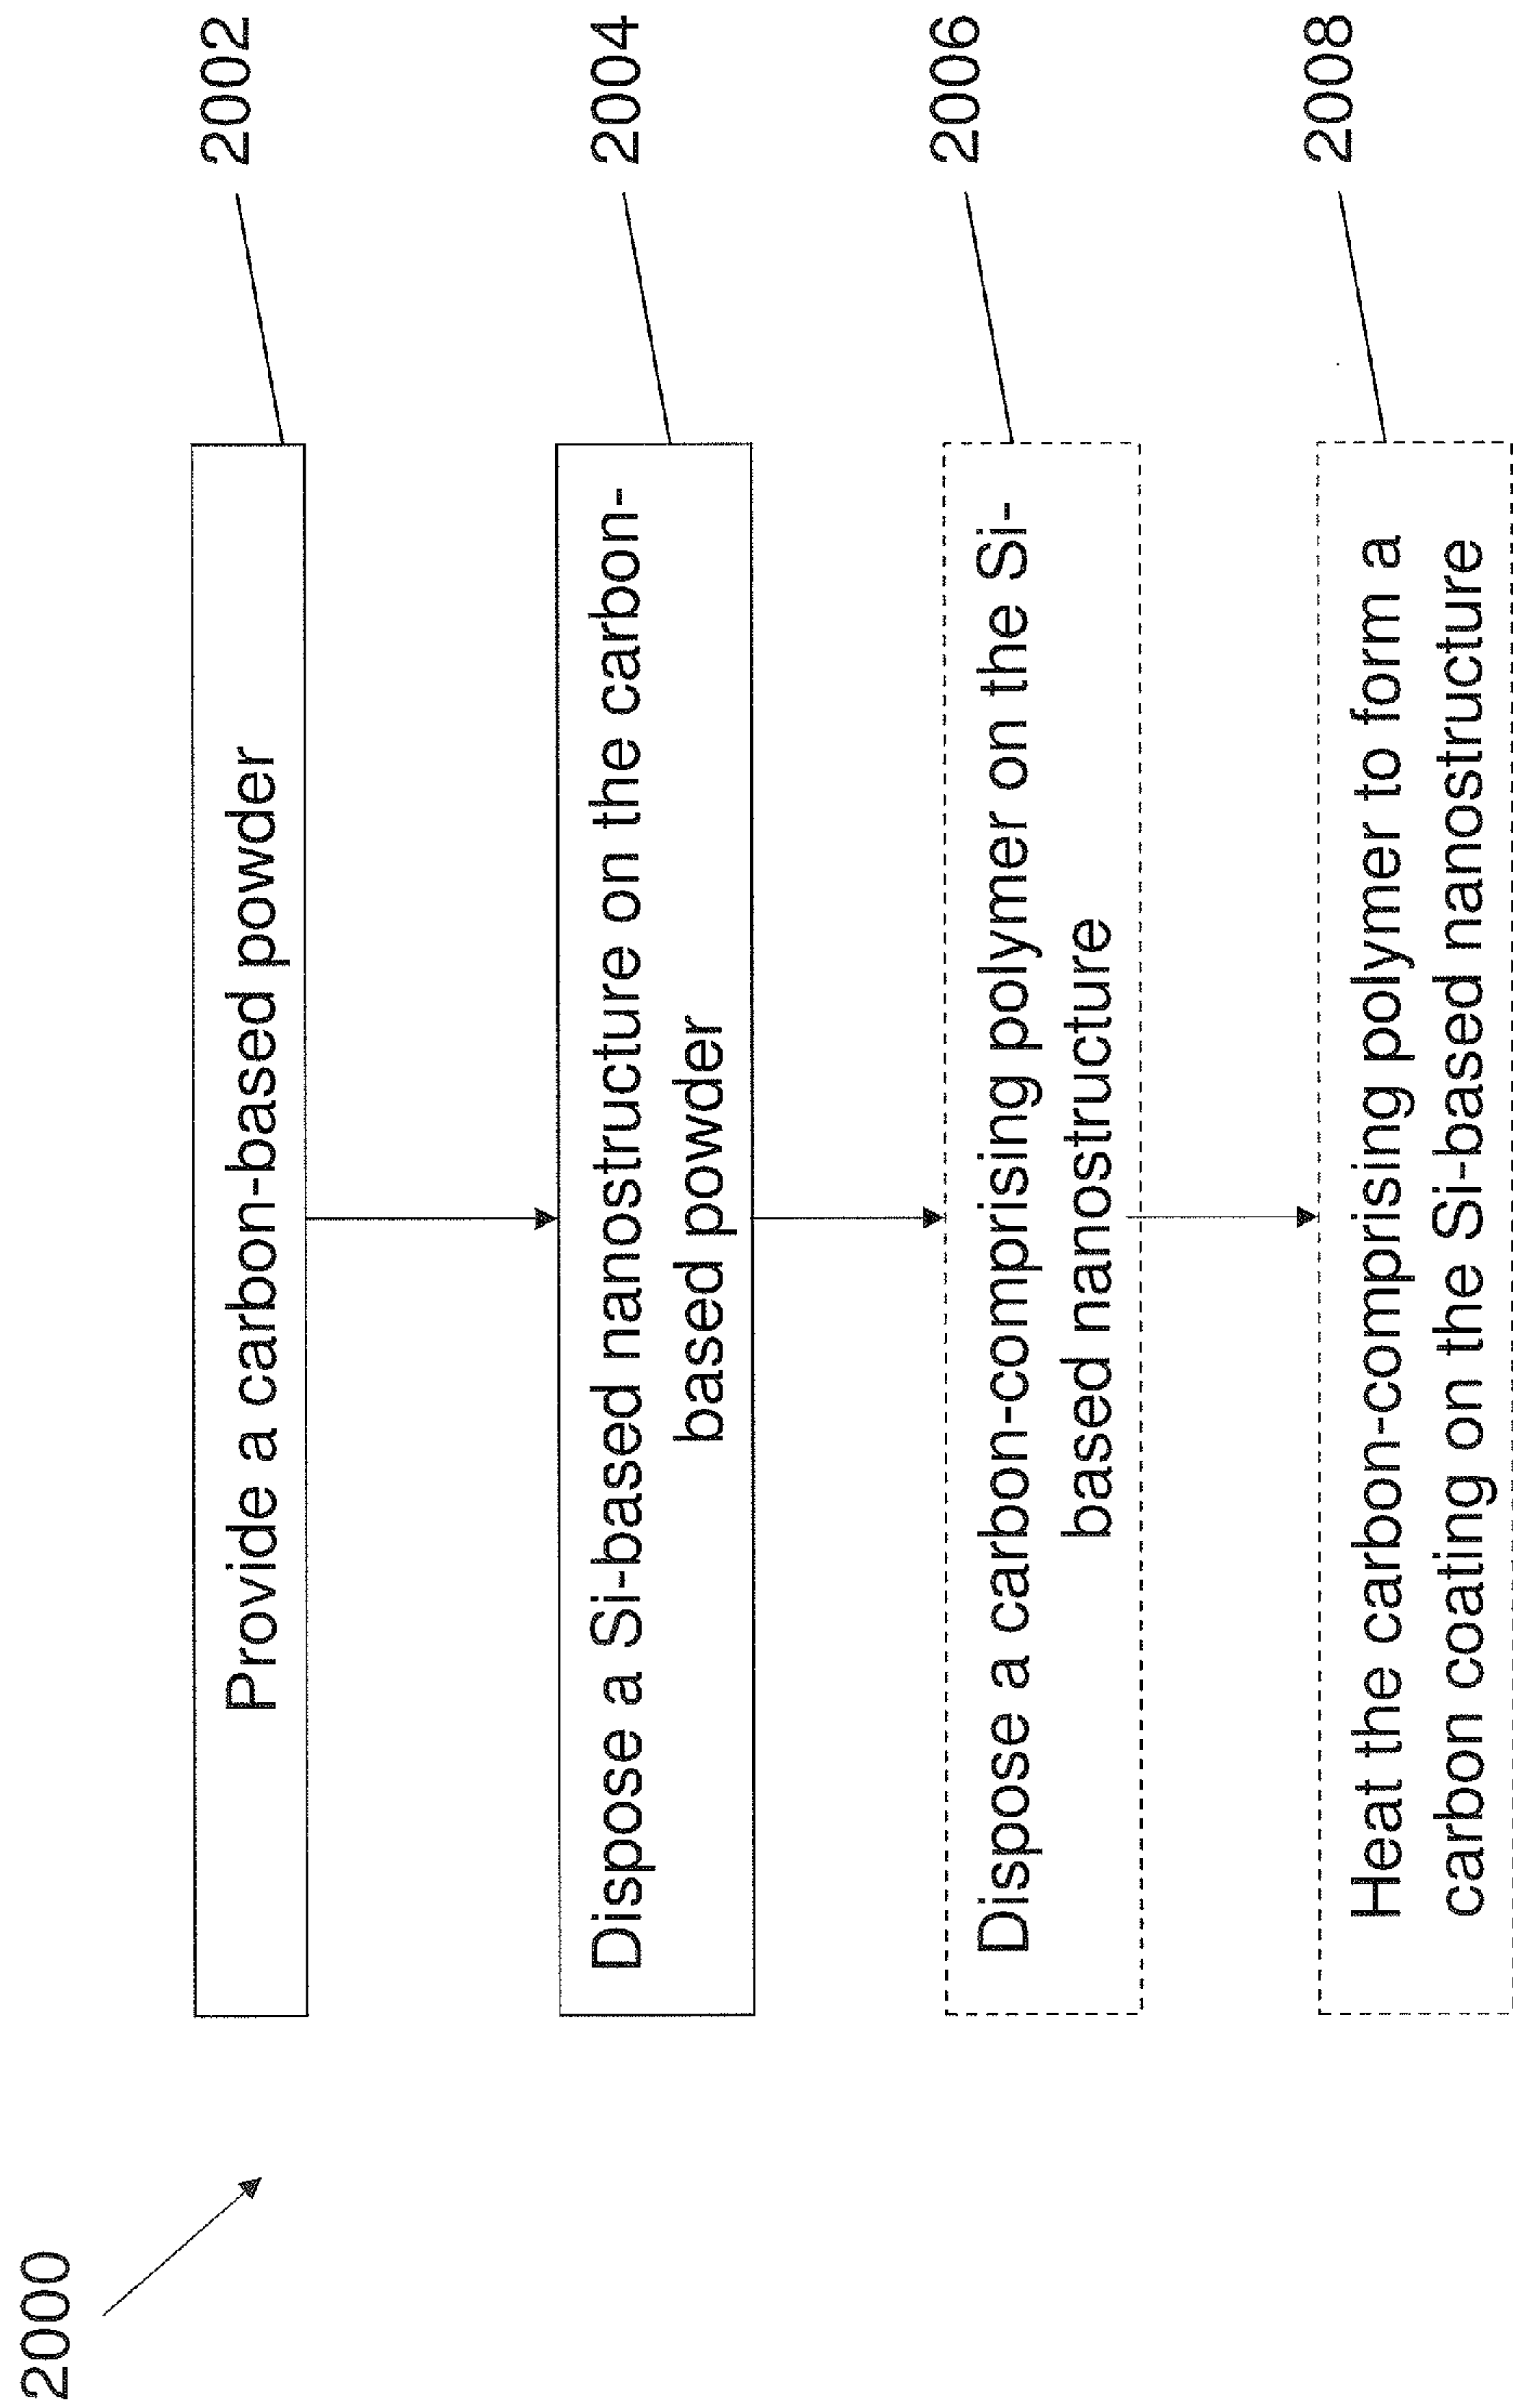 2000
Provide a carbon-based powder
2002
Dispose a Si-based nanostructure on the carbon-
based powder
2004
Dispose a carbon-comprising polymer on the Si-
based nanostructure
2006
Heat the carbon-comprising polymer to form a
carbon coating on the Si-based nanostructure
2008